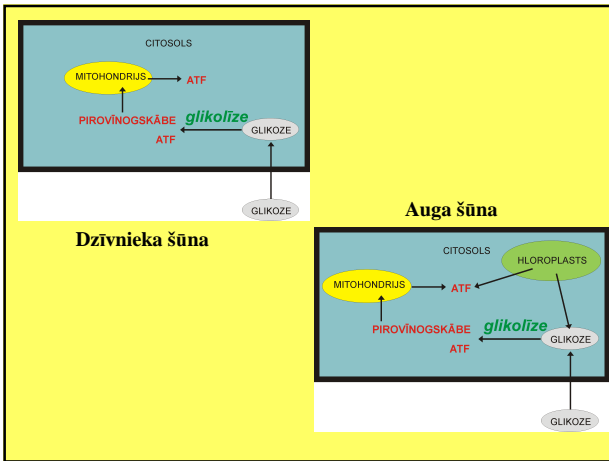 CITOSOLS
MITOHONDRIJS
ATF
PIROVĪNOGSKĀBE
glikolīze
ATF
GLIKOZE
GLIKOZE
Dzīvnieka šūna
Auga šūna
CITOSOLS
HLOROPLASTS
MITOHONDRIJS
ATF
PIROVĪNOGSKĀBE
glikolīze
ATF
GLIKOZE
GLIKOZE